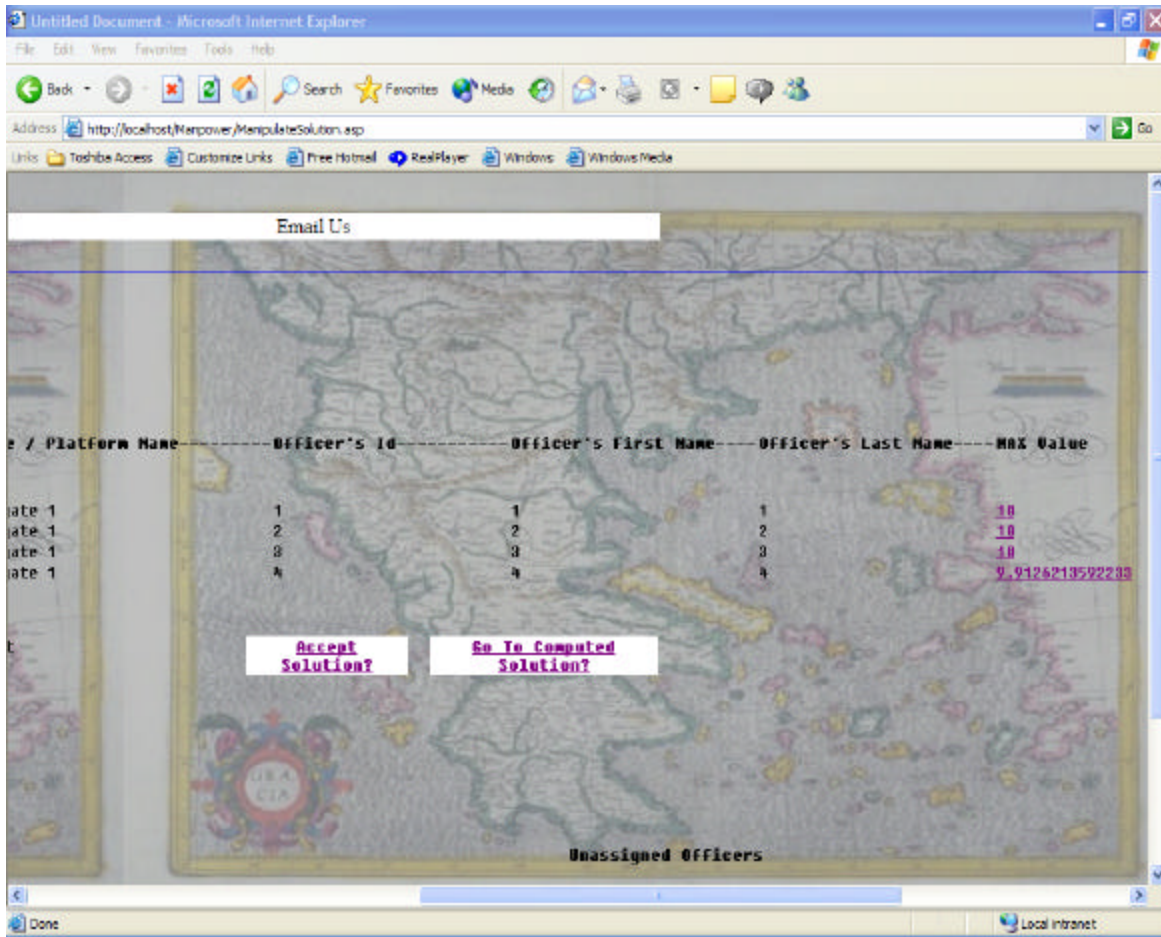 Untitled Document - Microsoft Internet Explorer
File Edit View Favorites Tools Help
Back Search Favorites Media
Address http://localhost/Manpower/ManipulateSolution.asp Go
Links Toshiba Access Customize Links Free Hotmail RealPlayer Windows Windows Media
Email Us
e / Platform Name---------Officer's Id-----------Officer's First Name----Officer's Last Name----MAX Value
ate 1 1 1 1 10
ate 1 2 2 2 10
ate 1 3 3 3 10
ate 1 4 4 4 9.9126213592233
t
Accept Go To Computed
Solution? Solution?
Unassigned Officers
Done Local intranet